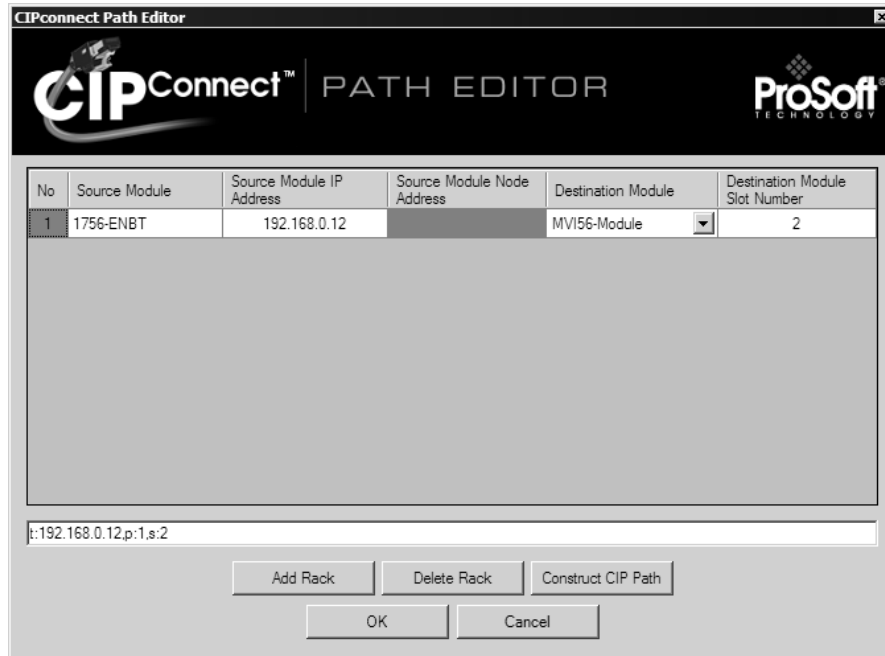 CIPconnect Path Editor
CIPConnect™ PATH EDITOR
ProSoft®
TECHNOLOGY
No Source Module Source Module IP Address Source Module Node Address Destination Module Destination Module Slot Number
1 1756-ENBT 192.168.0.12 MVI56-Module 2
t:192.168.0.12,p:1,s:2
Add Rack Delete Rack Construct CIP Path
OK Cancel